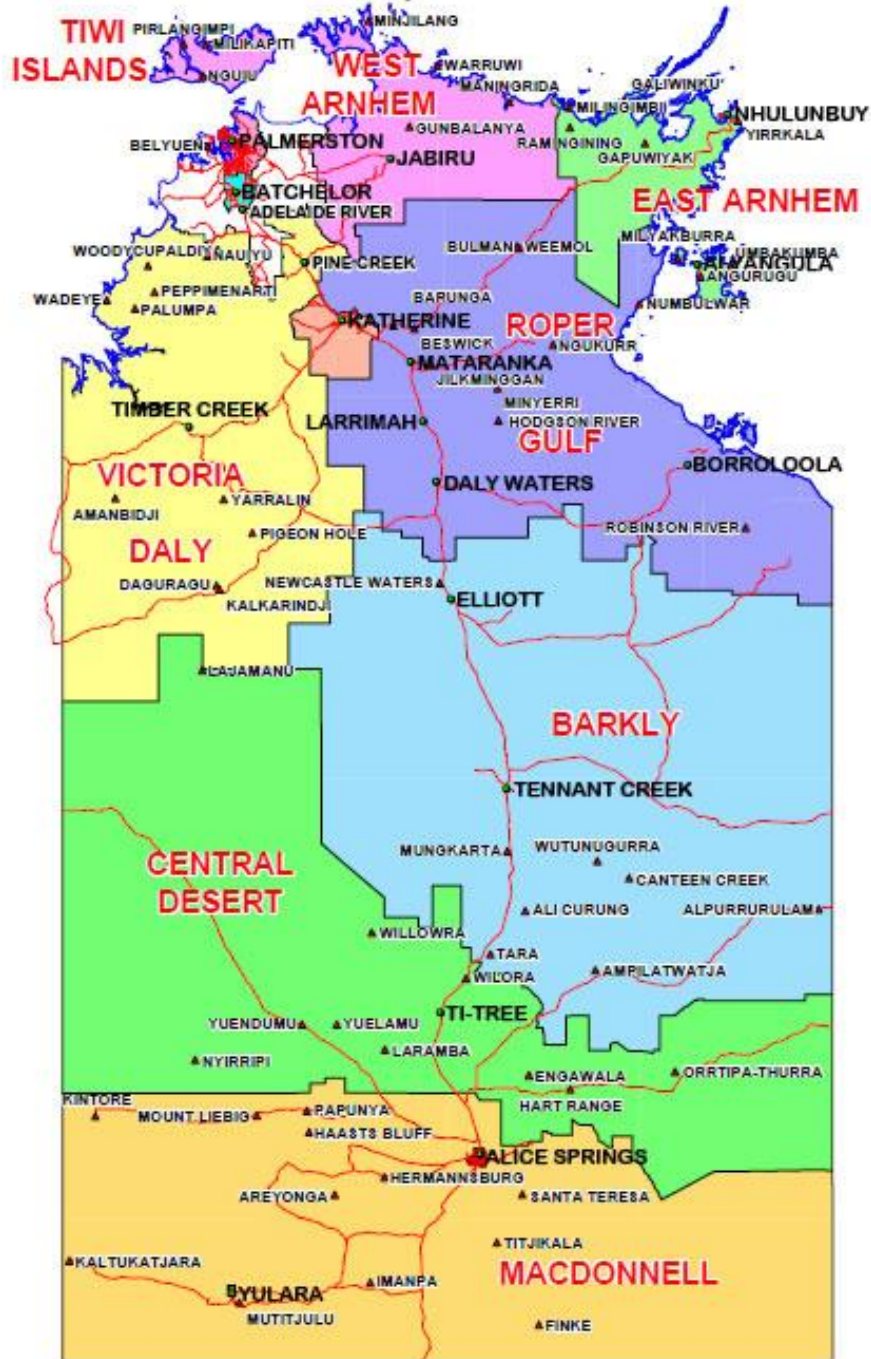 MINJILANG
TIWI
ISLANDS
PIRLANGIMPI
MILIKAPITI
NGUIU
WEST
ARNHEM
WARRUWI
MANINGRIDA
GALIWINKU
MILINGIMBI
NHULUNBUY
YIRRKALA
GUNBALANYA
RAMINGINING
GAPUWIYAK
BELYUEN
PALMERSTON
JABIRU
BATCHELOR
ADELAIDE RIVER
EAST ARNHEM
MILYAKBURRA
UMBAKUMBA
ALYANGULA
ANGURUGU
WOODYCUPALDIYA
NAUIYU
PINE CREEK
BULMAN
WEEMOL
WADEYE
PEPPIMENARTI
PALUMPA
BARUNGA
NUMBULWAR
KATHERINE
ROPER
BESWICK
NGUKURR
MATARANKA
JILKMINGGAN
MINYERRI
TIMBER CREEK
LARRIMAH
HODGSON RIVER
GULF
VICTORIA
BORROLOOLA
DALY WATERS
AMANBIDJI
YARRALIN
PIGEON HOLE
ROBINSON RIVER
DALY
DAGURAGU
KALKARINDJI
NEWCASTLE WATERS
ELLIOTT
LAJAMANU
BARKLY
TENNANT CREEK
MUNGKARTA
WUTUNUGURRA
CENTRAL
DESERT
CANTEEN CREEK
ALI CURUNG
ALPURRURULAM
WILLOWRA
TARA
WILORA
AMPILATWATJA
TI-TREE
YUENDUMU
YUELAMU
LARAMBA
NYIRRIPI
ENGAWALA
ORRTIPA-THURRA
HART RANGE
KINTORE
MOUNT LIEBIG
PAPUNYA
HAASTS BLUFF
ALICE SPRINGS
HERMANNSBURG
AREYONGA
SANTA TERESA
TITJIKALA
KALTUKATJARA
MACDONNELL
IMANPA
YULARA
MUTITJULU
FINKE